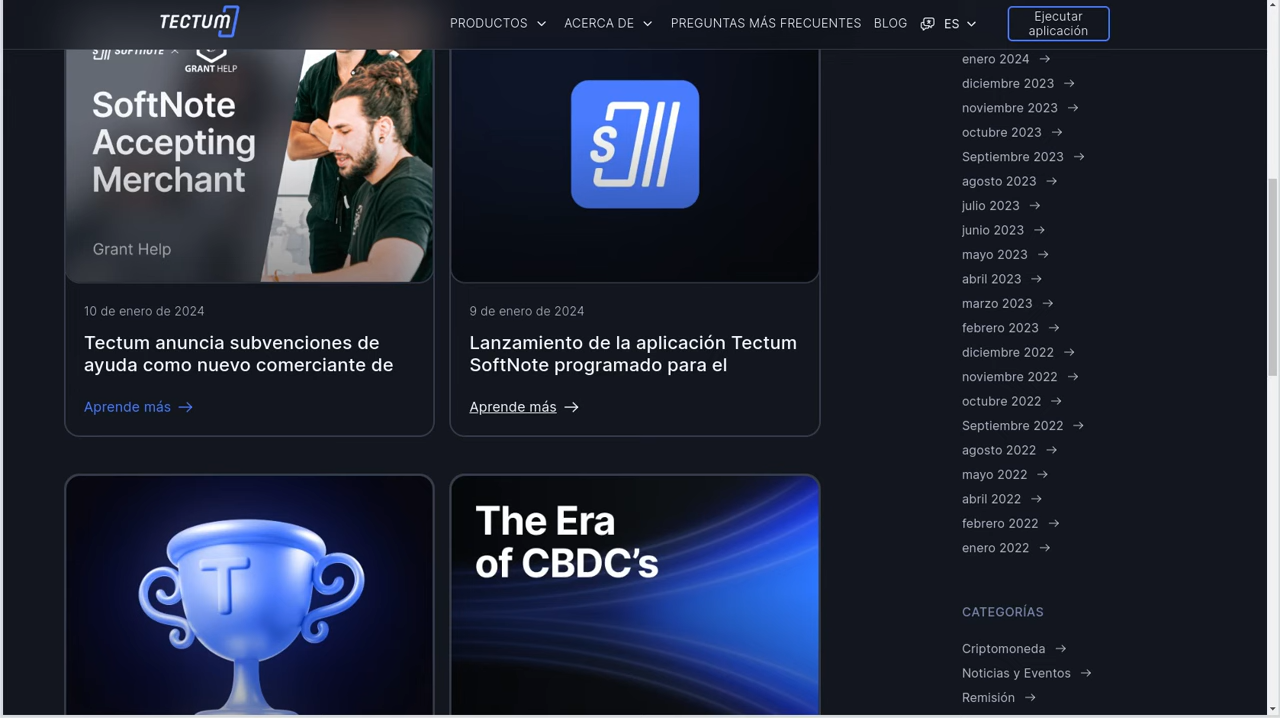 TECTUM
PRODUCTOS
ACERCA DE
PREGUNTAS MÁS FRECUENTES
BLOG
ES
Ejecutar
aplicación
SOFTNOTE ×
GRANT HELP
SoftNote
Accepting
Merchant
Grant Help
10 de enero de 2024
Tectum anuncia subvenciones de
ayuda como nuevo comerciante de
Aprende más
9 de enero de 2024
Lanzamiento de la aplicación Tectum
SoftNote programado para el
Aprende más
T
The Era
of CBDC’s
enero 2024
diciembre 2023
noviembre 2023
octubre 2023
Septiembre 2023
agosto 2023
julio 2023
junio 2023
mayo 2023
abril 2023
marzo 2023
febrero 2023
diciembre 2022
noviembre 2022
octubre 2022
Septiembre 2022
agosto 2022
mayo 2022
abril 2022
febrero 2022
enero 2022
CATEGORÍAS
Criptomoneda
Noticias y Eventos
Remisión